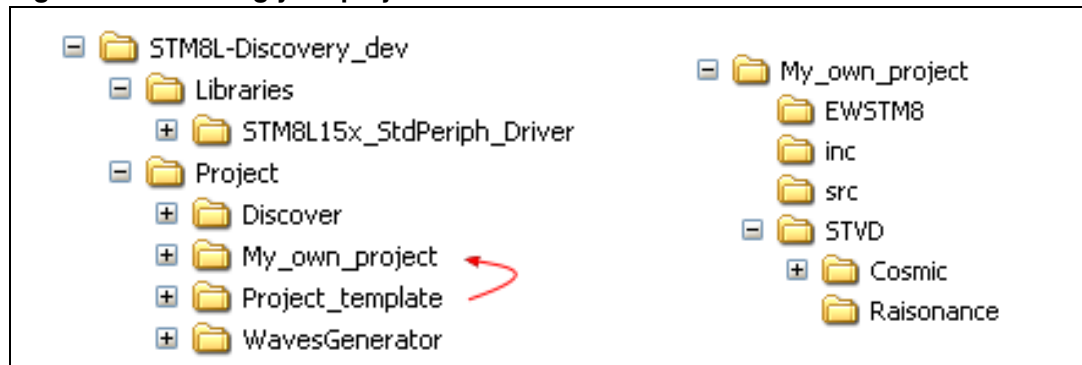 STM8L-Discovery_dev
Libraries
STM8L15x_StdPeriph_Driver
Project
Discover
My_own_project
Project_template
WavesGenerator
My_own_project
EWSTM8
inc
src
STVD
Cosmic
Raisonance